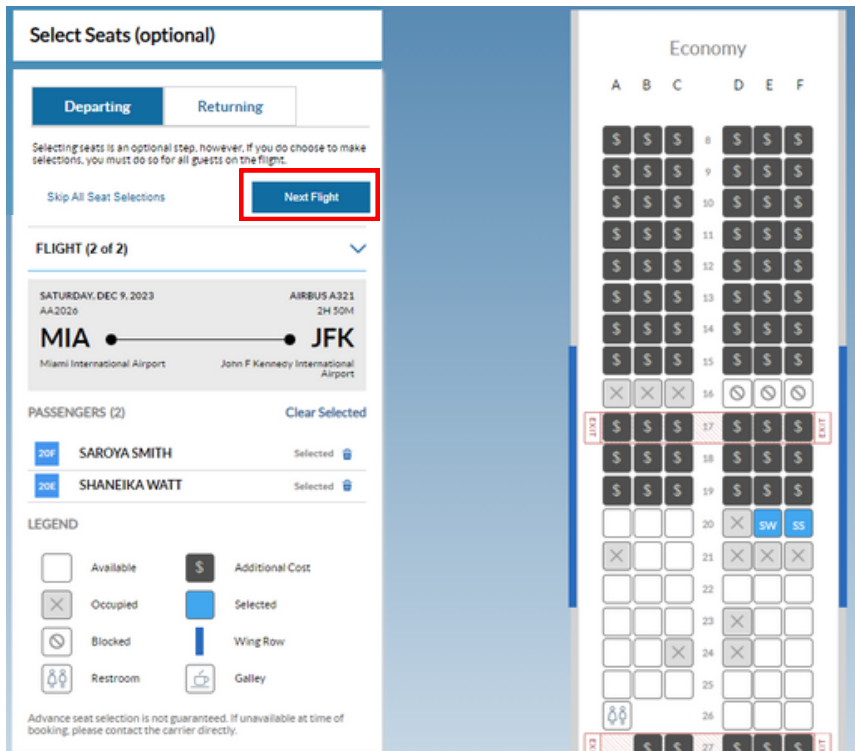 Select Seats (optional)
Departing
Returning
Selecting seats is an optional step, however, if you do choose to make
selections, you must do so for all guests on the flight.
Skip All Seat Selections
Next Flight
FLIGHT (2 of 2)
SATURDAY, DEC 9, 2023
AIRBUS A321
AA2026
2H 50M
MIA
JFK
Miami International Airport
John F Kennedy International
Airport
PASSENGERS (2)
Clear Selected
20F SAROYA SMITH Selected
20E SHANEIKA WATT Selected
LEGEND
Available
$ Additional Cost
Occupied
Selected
Blocked
Wing Row
Restroom
Galley
Advance seat selection is not guaranteed. If unavailable at time of
booking, please contact the carrier directly.
Economy
A B C D E F
$ $ $ 8 $ $ $
$ $ $ 9 $ $ $
$ $ $ 10 $ $ $
$ $ $ 11 $ $ $
$ $ $ 12 $ $ $
$ $ $ 13 $ $ $
$ $ $ 14 $ $ $
$ $ $ 15 $ $ $
16
EXIT $ $ $ 17 $ $ $ EXIT
$ $ $ 18 $ $ $
$ $ $ 19 $ $ $
20 SW SS
21
22
23
24
25
26
$ $ 27 $ $ $